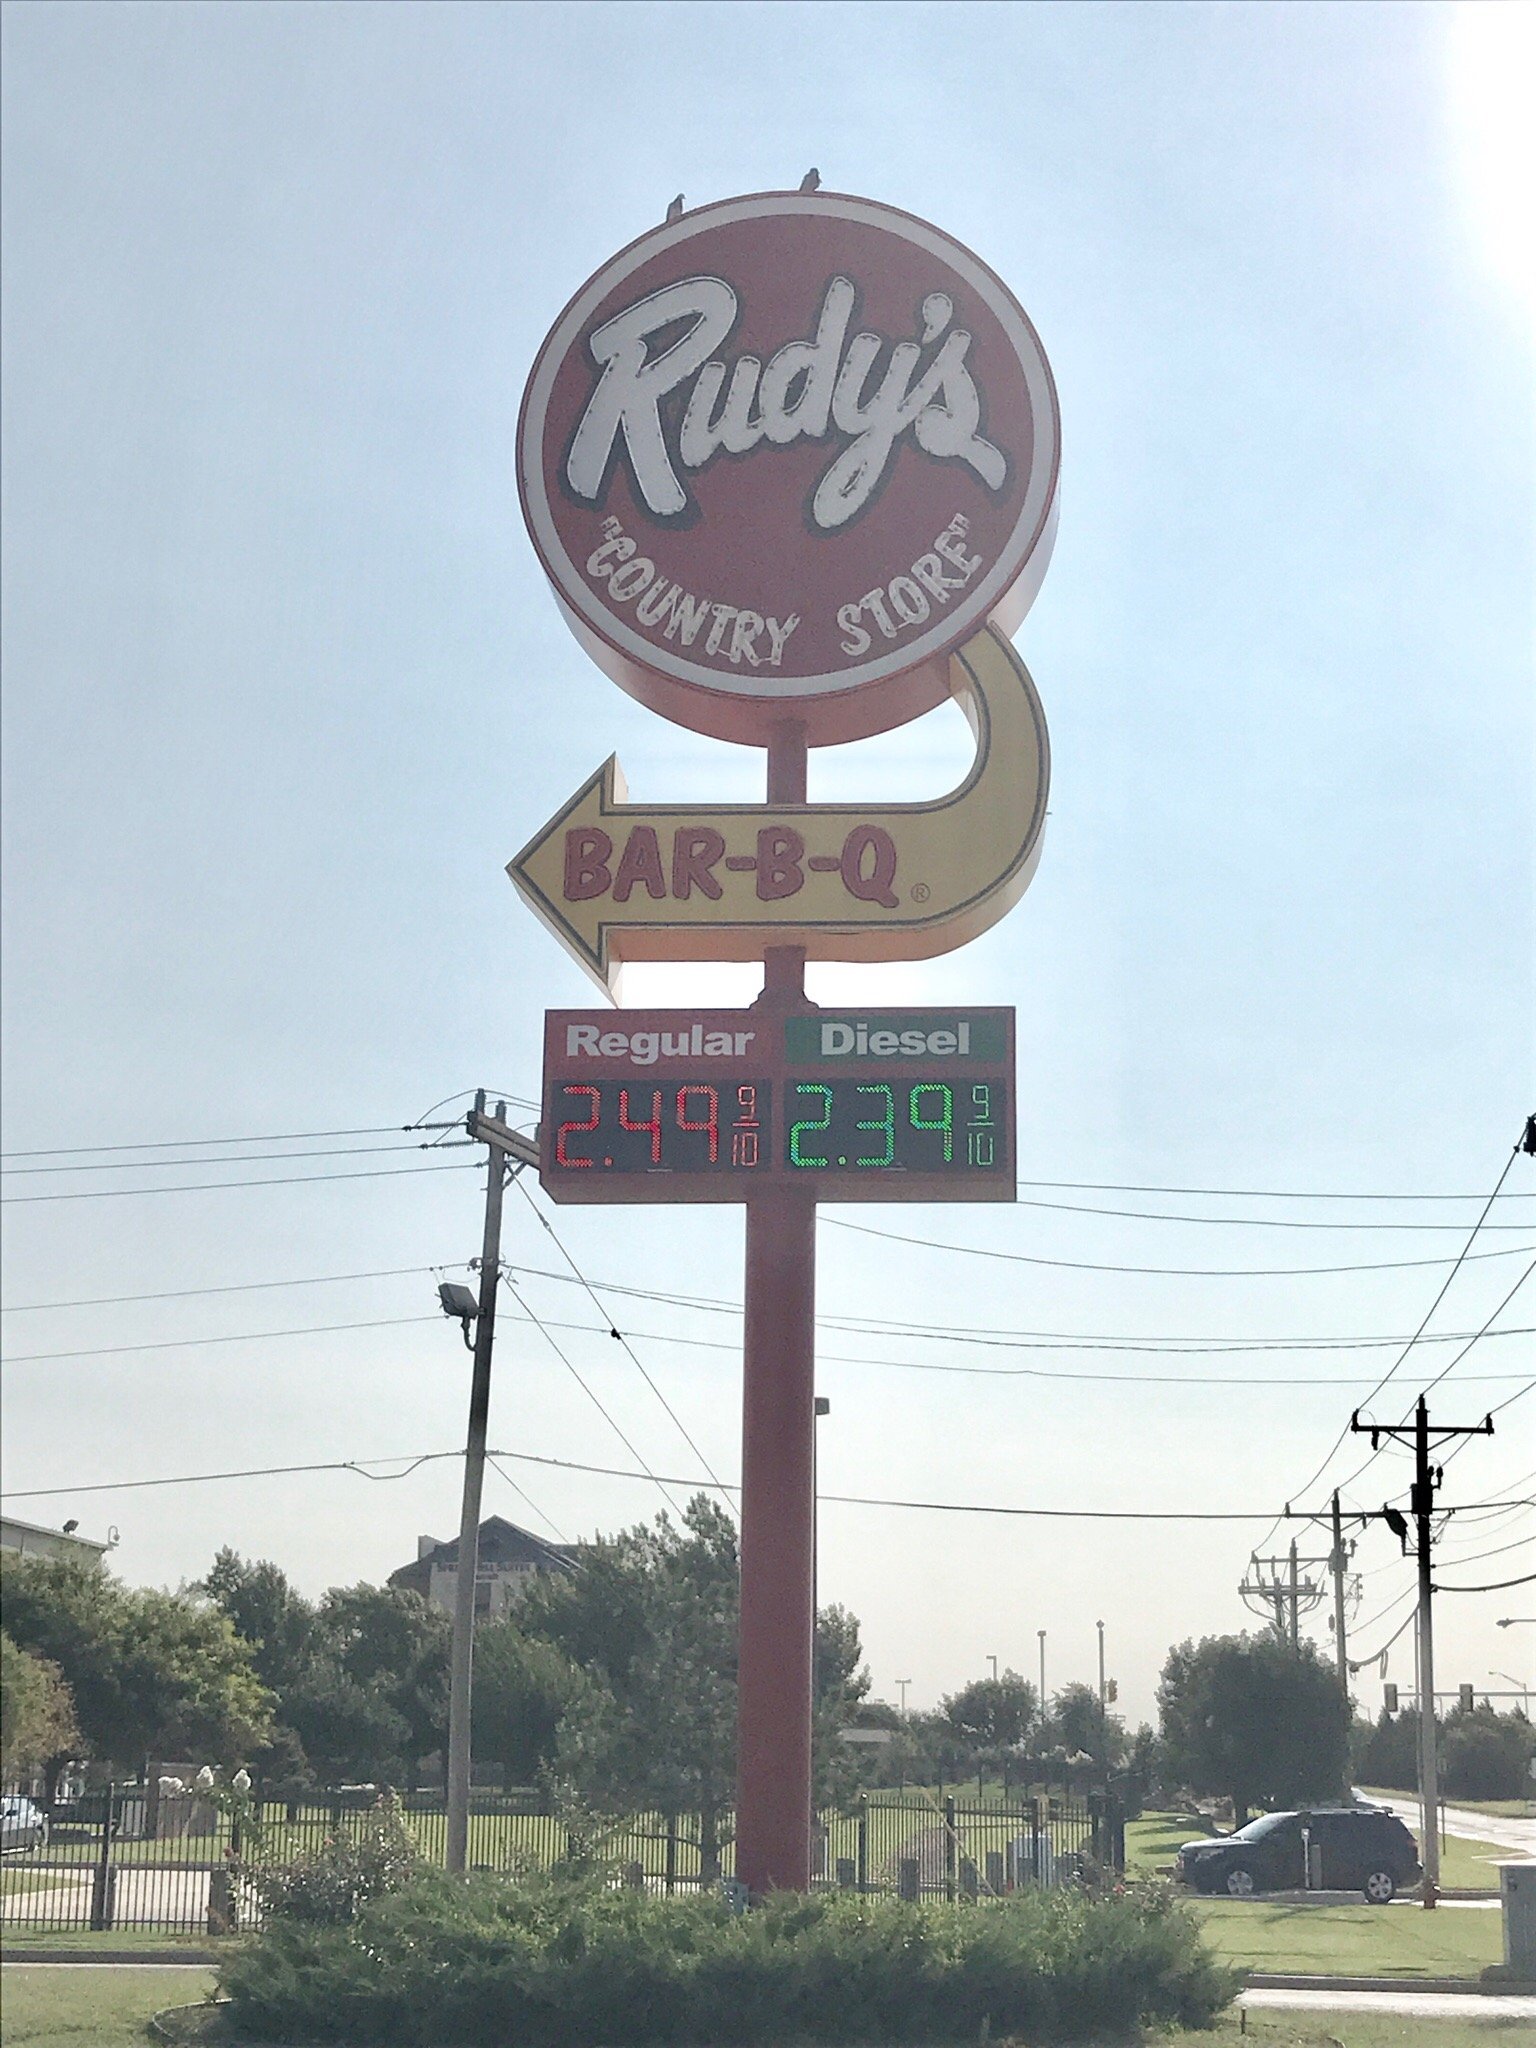 Rudy's
"COUNTRY STORE"
BAR-B-Q ®
Regular Diesel
2.49 9/10 2.39 9/10